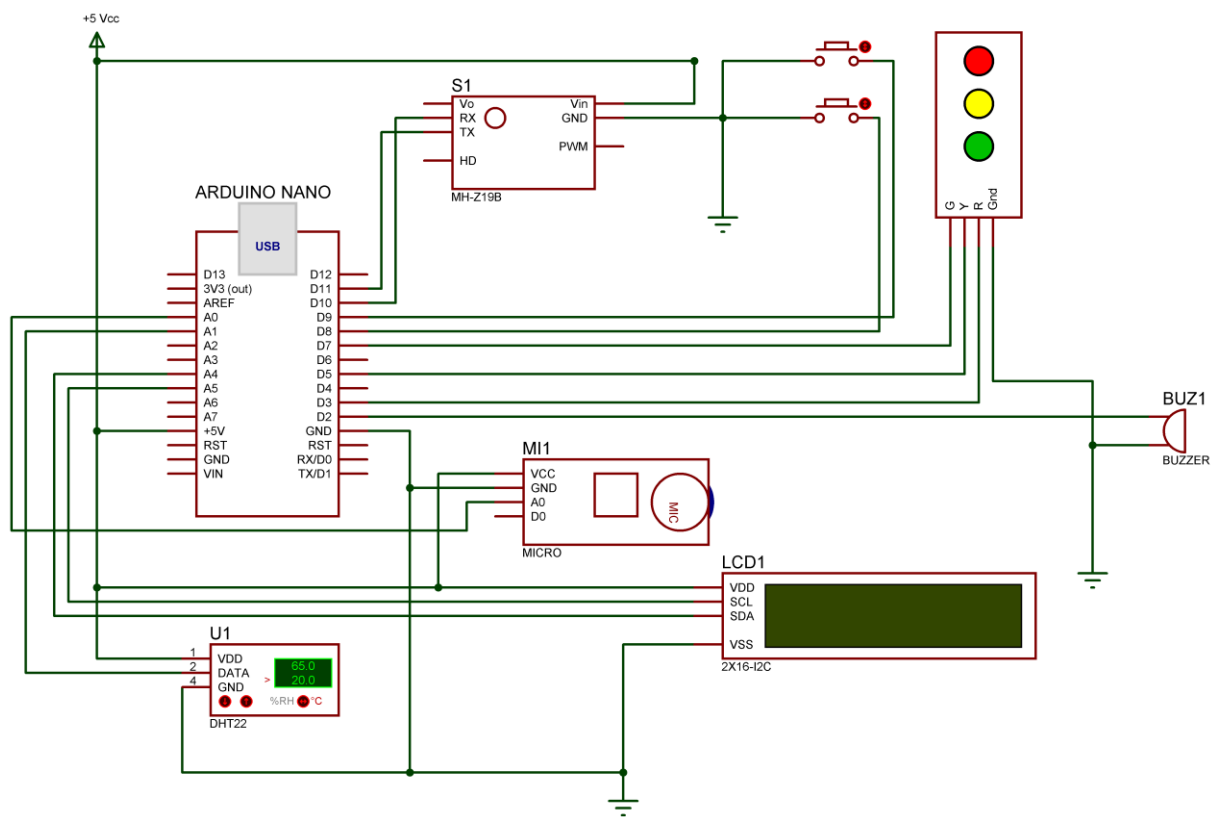 +5 Vcc
S1
Vo
RX
TX
HD
Vin
GND
PWM
MH-Z19B
G
Y
R
Gnd
ARDUINO NANO
USB
D13
3V3 (out)
AREF
A0
A1
A2
A3
A4
A5
A6
A7
+5V
RST
GND
VIN
D12
D11
D10
D9
D8
D7
D6
D5
D4
D3
D2
GND
RST
RX/D0
TX/D1
BUZ1
BUZZER
MI1
VCC
GND
A0
D0
MIC
MICRO
LCD1
VDD
SCL
SDA
VSS
2X16-I2C
U1
1
2
4
VDD
DATA
GND
65.0
> 20.0
%RH °C
DHT22